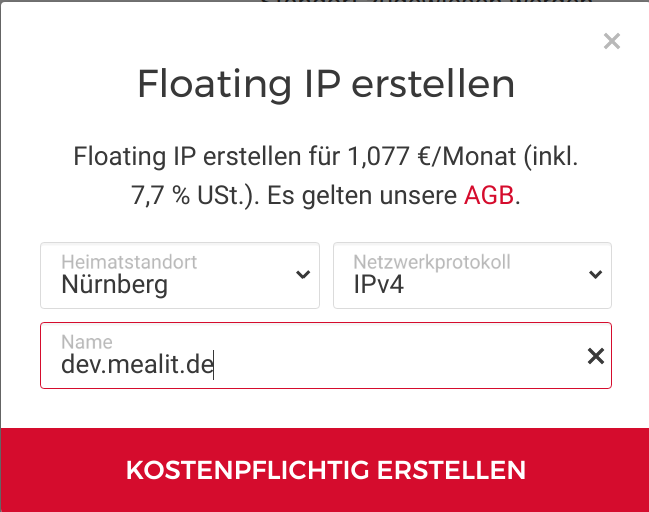 Floating IP erstellen
Floating IP erstellen für 1,077 €/Monat (inkl.
7,7 % USt.). Es gelten unsere AGB.
Heimatstandort
Nürnberg
Netzwerkprotokoll
IPv4
Name
dev.mealit.de
KOSTENPFLICHTIG ERSTELLEN